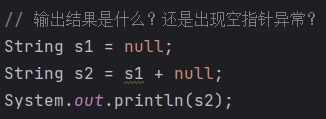 // 输出结果是什么？还是出现空指针异常？
String s1 = null;
String s2 = s1 + null;
System.out.println(s2);